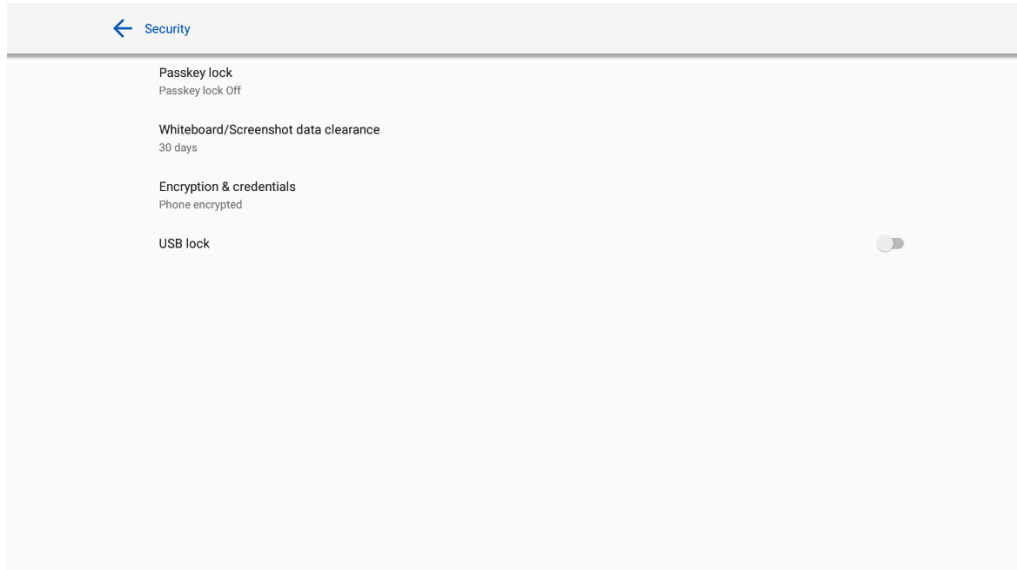 Security
Passkey lock
Passkey lock Off
Whiteboard/Screenshot data clearance
30 days
Encryption & credentials
Phone encrypted
USB lock